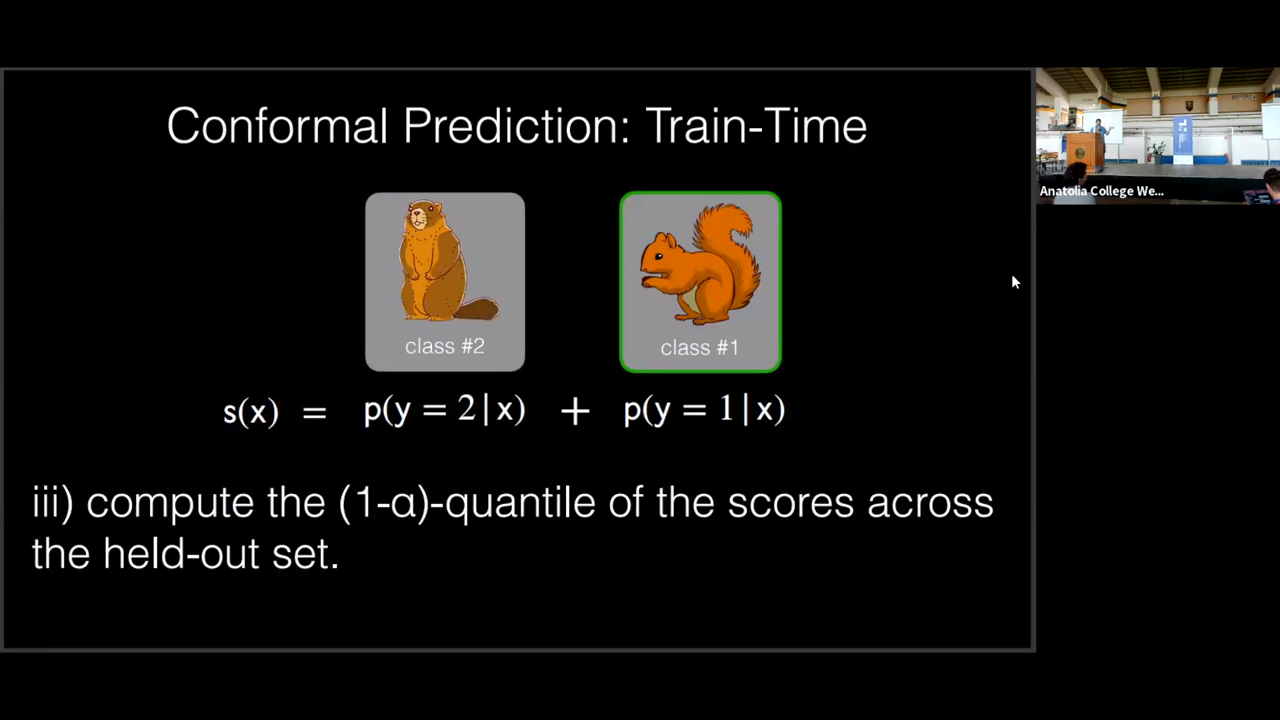 Conformal Prediction: Train-Time
class #2
class #1
s(x) = p(y = 2|x) + p(y = 1|x)
iii) compute the (1-α)-quantile of the scores across
the held-out set.
Anatolia College We...